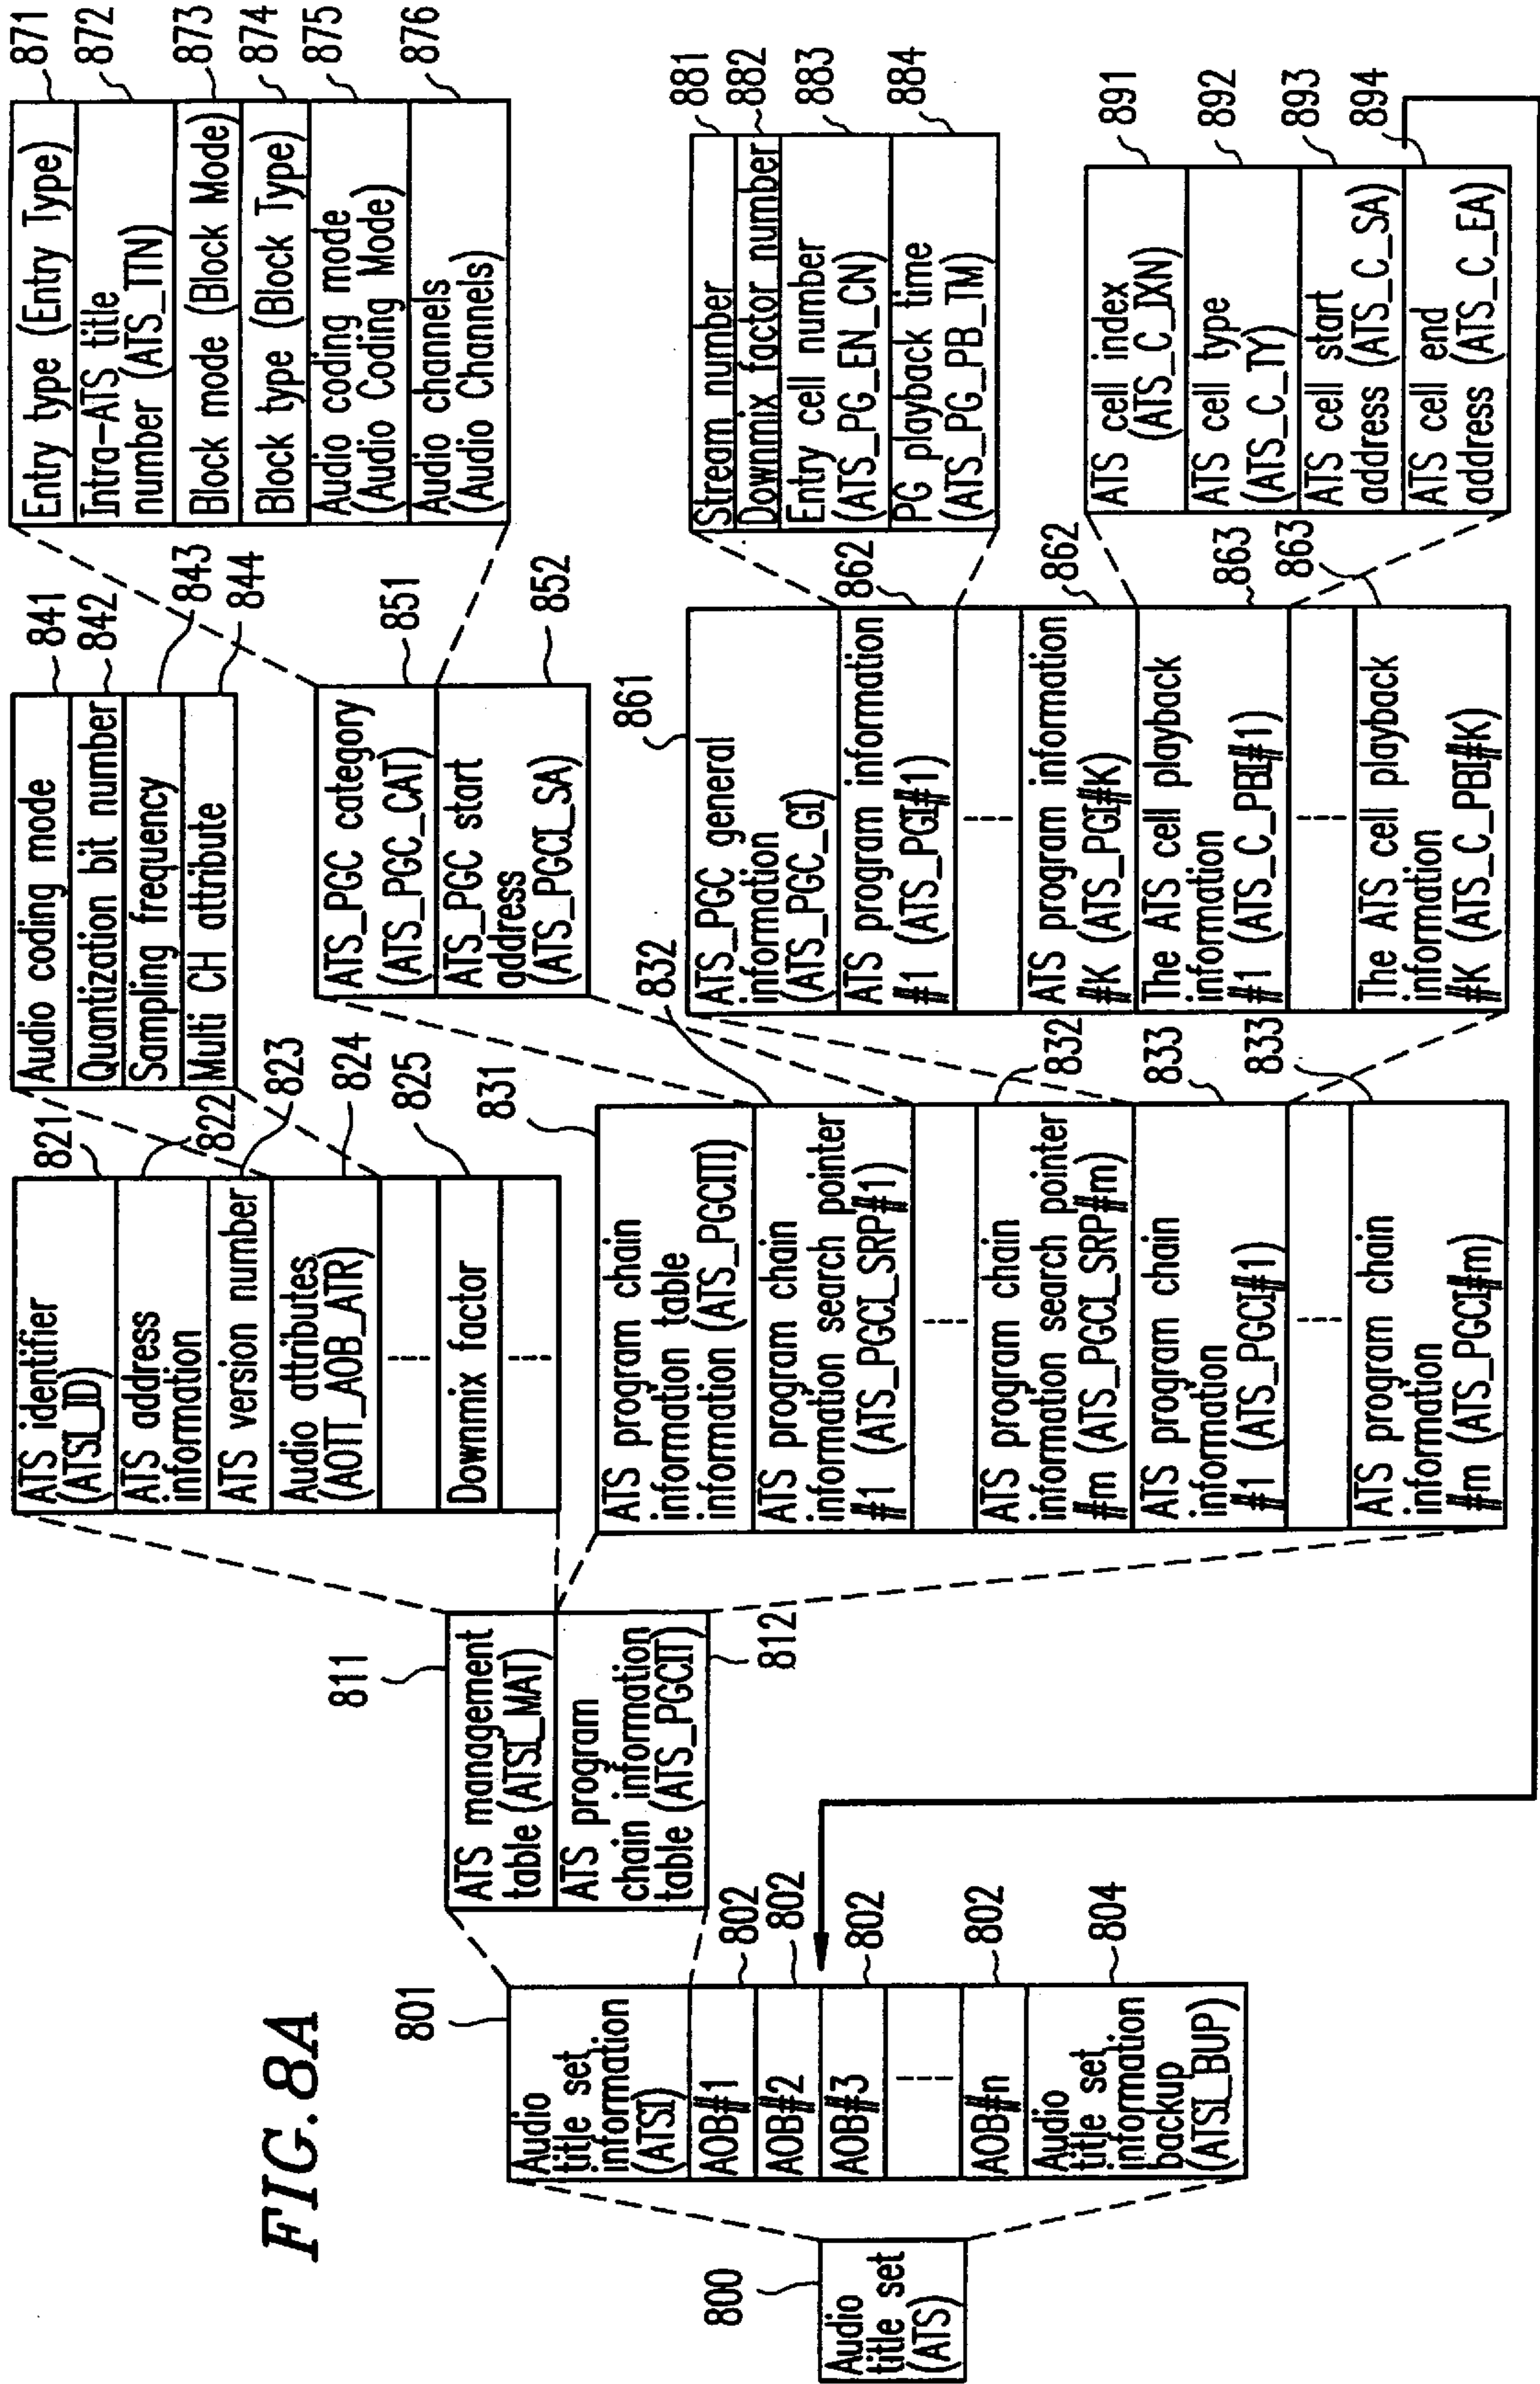 FIG.8A
800
Audio
title set
(ATS)
801
Audio
title set
information
(ATSI)
AOB#1
802
AOB#2
802
AOB#3
802
AOB#n
802
Audio
title set
information
backup
(ATSI_BUP)
804
811
ATS management
table (ATSI_MAT)
ATS program
chain information
table (ATS_PGCIT)
812
ATS identifier
(ATSI_ID)
821
ATS address
information
822
ATS version number
823
Audio attributes
(AOTT_AOB_ATR)
824
Downmix factor
825
831
ATS program chain
information table
information (ATS_PGCITI)
ATS program chain
information search pointer
#1 (ATS_PGCI_SRP#1)
832
ATS program chain
information search pointer
#m (ATS_PGCI_SRP#m)
832
ATS program chain
information
#1 (ATS_PGCI#1)
833
ATS program chain
information
#m (ATS_PGCI#m)
833
Audio coding mode
841
Quantization bit number
842
Sampling frequency
843
Multi CH attribute
844
ATS_PGC category
(ATS_PGC_CAT)
851
ATS_PGC start
address
(ATS_PGCI_SA)
852
861
ATS_PGC general
information
(ATS_PGC_GI)
ATS program information
#1 (ATS_PGI#1)
862
ATS program information
#K (ATS_PGI#K)
862
The ATS cell playback
information
#1 (ATS_C_PBI#1)
863
The ATS cell playback
information
#K (ATS_C_PBI#K)
863
Entry type (Entry Type)
871
Intra-ATS title
number (ATS_TTN)
872
Block mode (Block Mode)
873
Block type (Block Type)
874
Audio coding mode
(Audio Coding Mode)
875
Audio channels
(Audio Channels)
876
Stream number
881
Downmix factor number
882
Entry cell number
(ATS_PG_EN_CN)
883
PG playback time
(ATS_PG_PB_TM)
884
ATS cell index
(ATS_C_IXN)
891
ATS cell type
(ATS_C_TY)
892
ATS cell start
address (ATS_C_SA)
893
ATS cell end
address (ATS_C_EA)
894